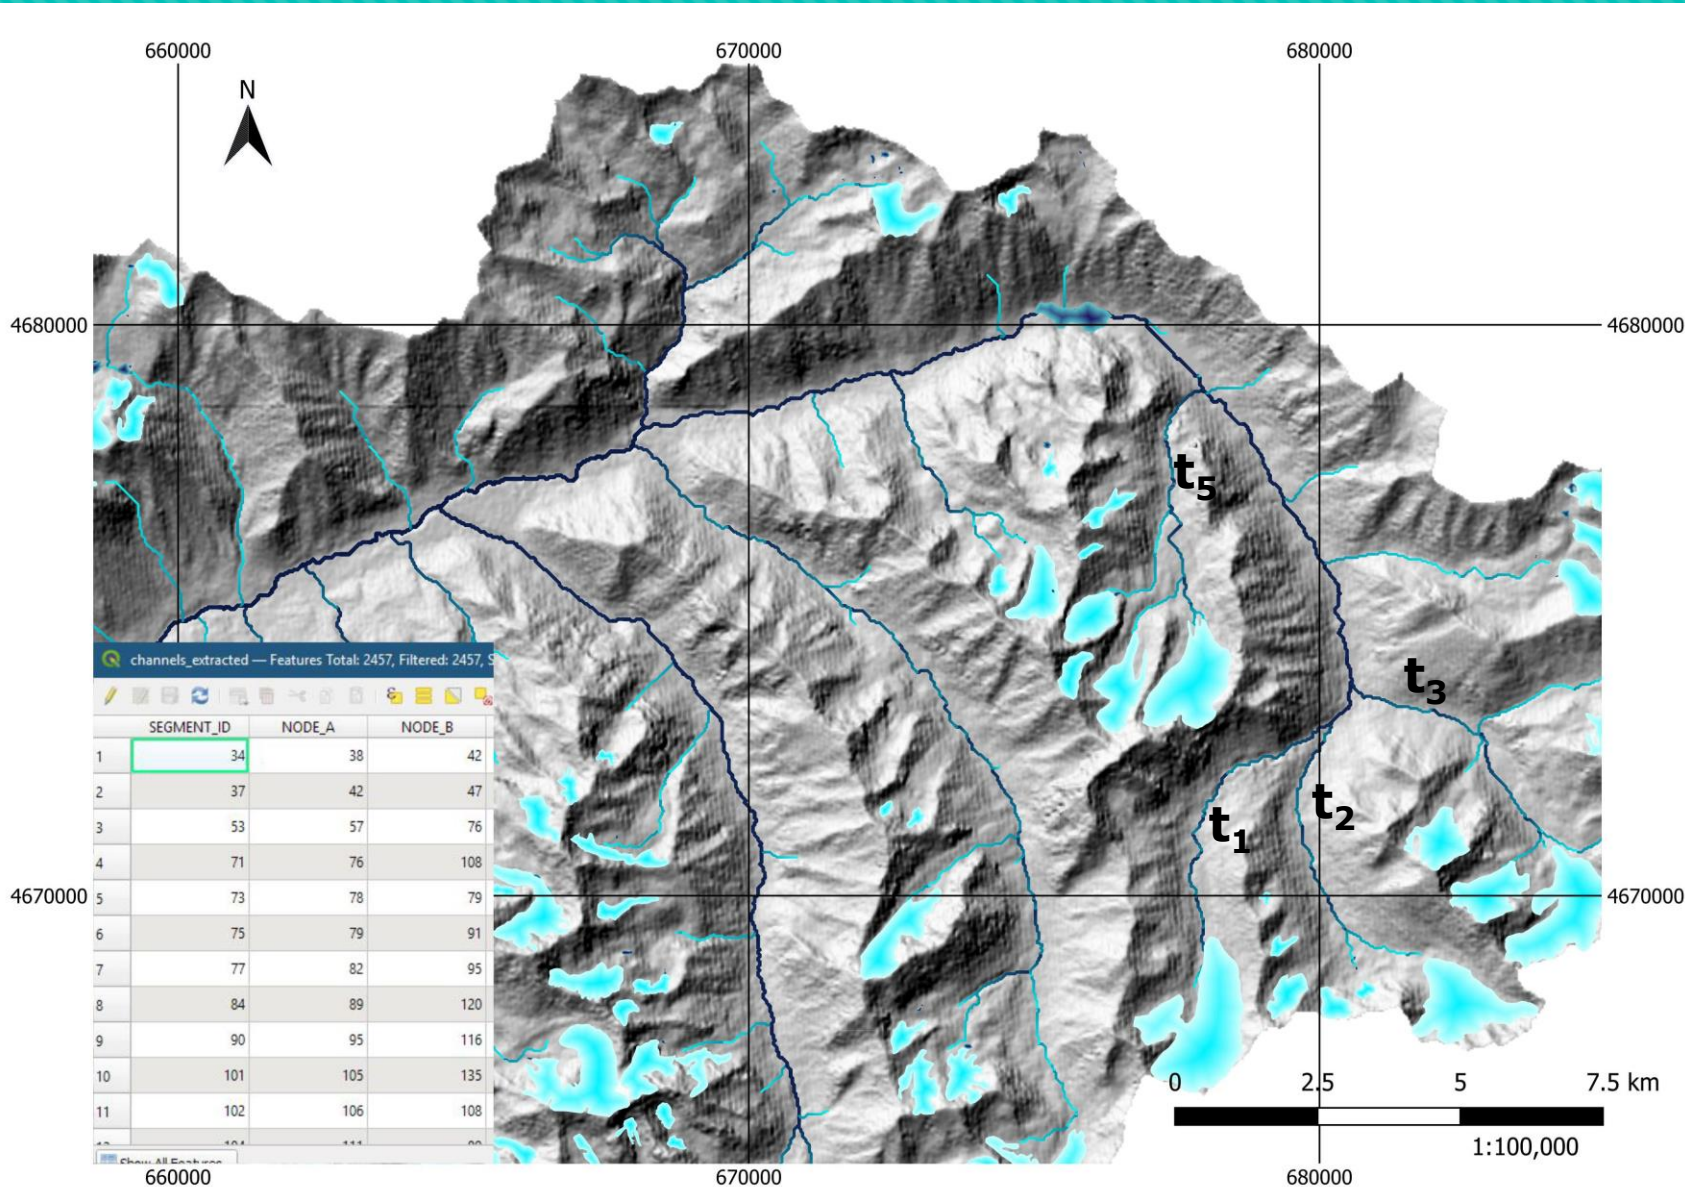 660000 670000 680000
N
4680000 4680000
t5
t3
t2
t1
channels_extracted — Features Total: 2457, Filtered: 2457, S
SEGMENT_ID NODE_A NODE_B
1 34 38 42
2 37 42 47
3 53 57 76
4 71 76 108
5 73 78 79
6 75 79 91
7 77 82 95
8 84 89 120
9 90 95 116
10 101 105 135
11 102 106 108
4670000 4670000
0 2.5 5 7.5 km
1:100,000
Show All Features
660000 670000 680000